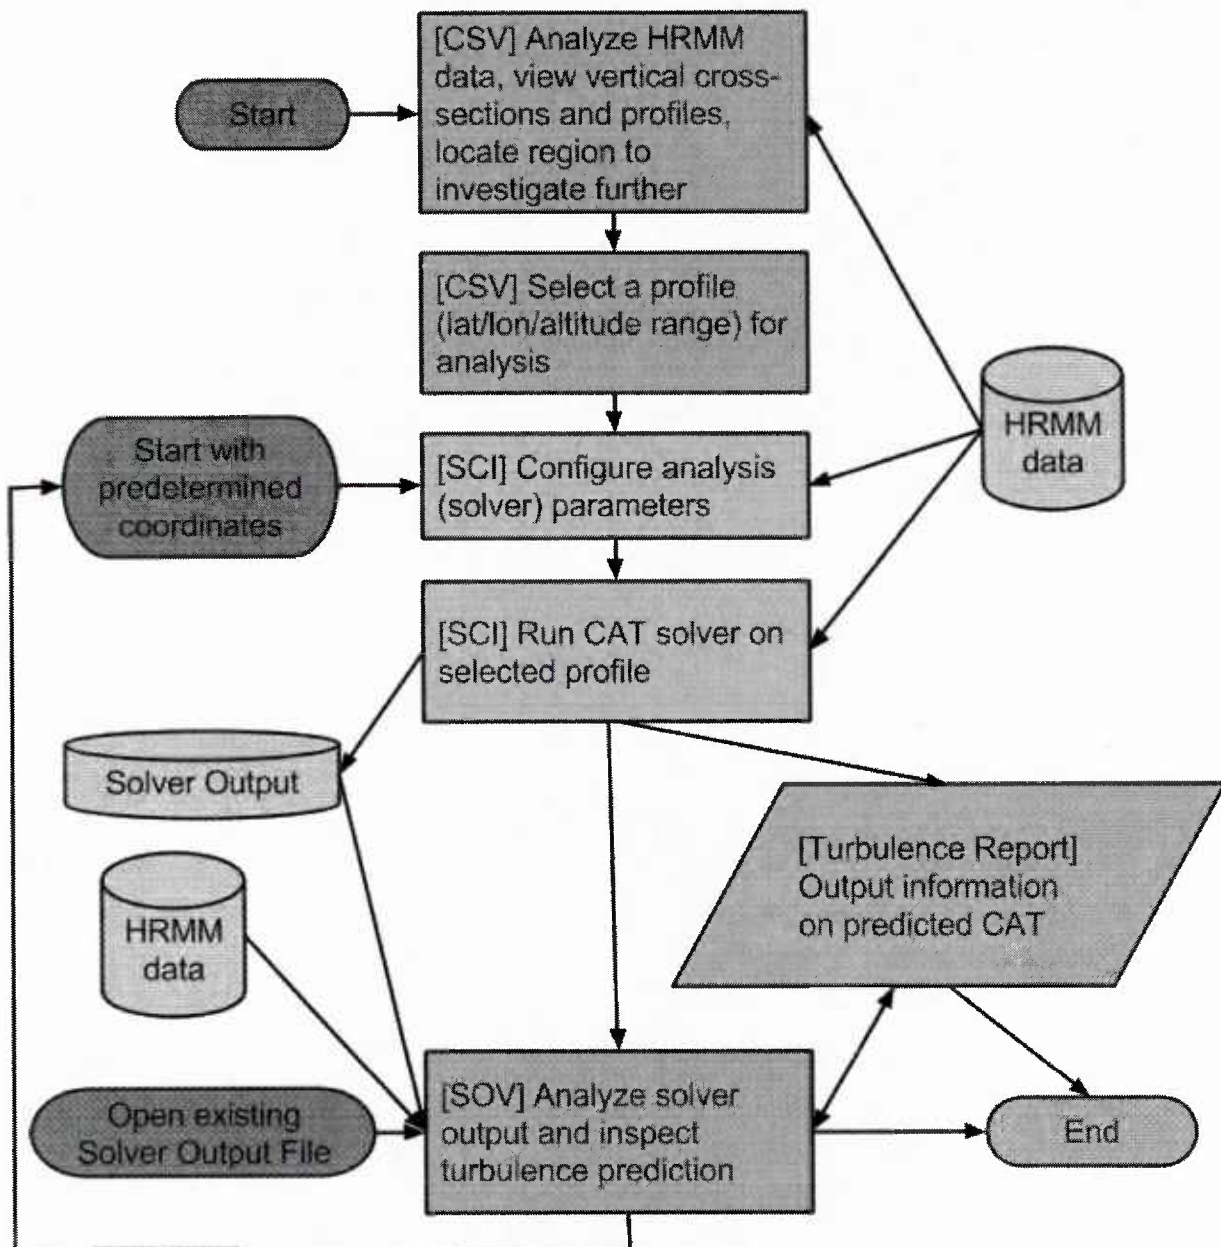 [CSV] Analyze HRMM
data, view vertical cross-
sections and profiles,
locate region to
investigate further
Start
[CSV] Select a profile
(lat/lon/altitude range) for
analysis
HRMM
data
Start with
predetermined
coordinates
[SCI] Configure analysis
(solver) parameters
[SCI] Run CAT solver on
selected profile
Solver Output
[Turbulence Report]
Output information
on predicted CAT
HRMM
data
Open existing
Solver Output File
[SOV] Analyze solver
output and inspect
turbulence prediction
End